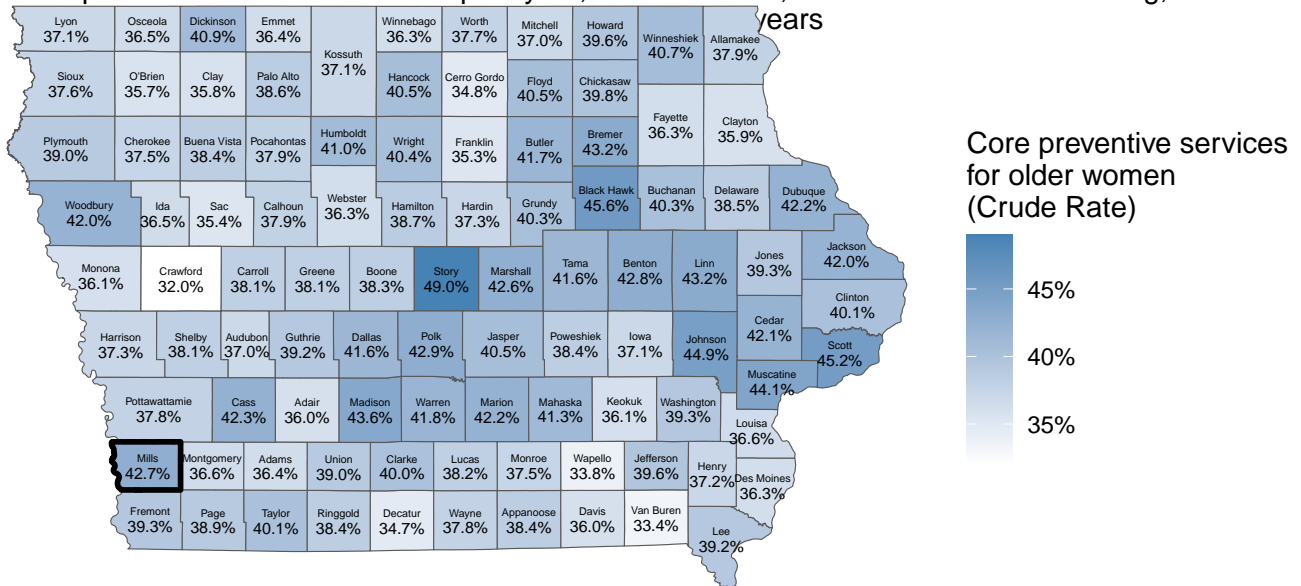 years
Lyon Osceola Dickinson Emmet Winnebago Worth Mitchell Howard Winneshiek Allamakee
37.1% 36.5% 40.9% 36.4% 36.3% 37.7% 37.0% 39.6% 40.7% 37.9%
Kossuth
37.1%
Sioux O'Brien Clay Palo Alto Hancock Cerro Gordo Floyd Chickasaw
37.6% 35.7% 35.8% 38.6% 40.5% 34.8% 40.5% 39.8%
Fayette Clayton
36.3% 35.9%
Plymouth Cherokee Buena Vista Pocahontas Humboldt Wright Franklin Butler Bremer
39.0% 37.5% 38.4% 37.9% 41.0% 40.4% 35.3% 41.7% 43.2%
Woodbury Ida Sac Calhoun Webster Hamilton Hardin Grundy Black Hawk Buchanan Delaware Dubuque
42.0% 36.5% 35.4% 37.9% 36.3% 38.7% 37.3% 40.3% 45.6% 40.3% 38.5% 42.2%
Monona Crawford Carroll Greene Boone Story Marshall Tama Benton Linn Jones Jackson
36.1% 32.0% 38.1% 38.1% 38.3% 49.0% 42.6% 41.6% 42.8% 43.2% 39.3% 42.0%
Clinton
40.1%
Harrison Shelby Audubon Guthrie Dallas Polk Jasper Poweshiek Iowa Johnson Cedar Scott
37.3% 38.1% 37.0% 39.2% 41.6% 42.9% 40.5% 38.4% 37.1% 44.9% 42.1% 45.2%
Muscatine
44.1%
Pottawattamie Cass Adair Madison Warren Marion Mahaska Keokuk Washington
37.8% 42.3% 36.0% 43.6% 41.8% 42.2% 41.3% 36.1% 39.3%
Louisa
36.6%
Mills Montgomery Adams Union Clarke Lucas Monroe Wapello Jefferson Henry Des Moines
42.7% 36.6% 36.4% 39.0% 40.0% 38.2% 37.5% 33.8% 39.6% 37.2% 36.3%
Fremont Page Taylor Ringgold Decatur Wayne Appanoose Davis Van Buren
39.3% 38.9% 40.1% 38.4% 34.7% 37.8% 38.4% 36.0% 33.4%
Lee
39.2%
Core preventive services
for older women
(Crude Rate)
45%
40%
35%